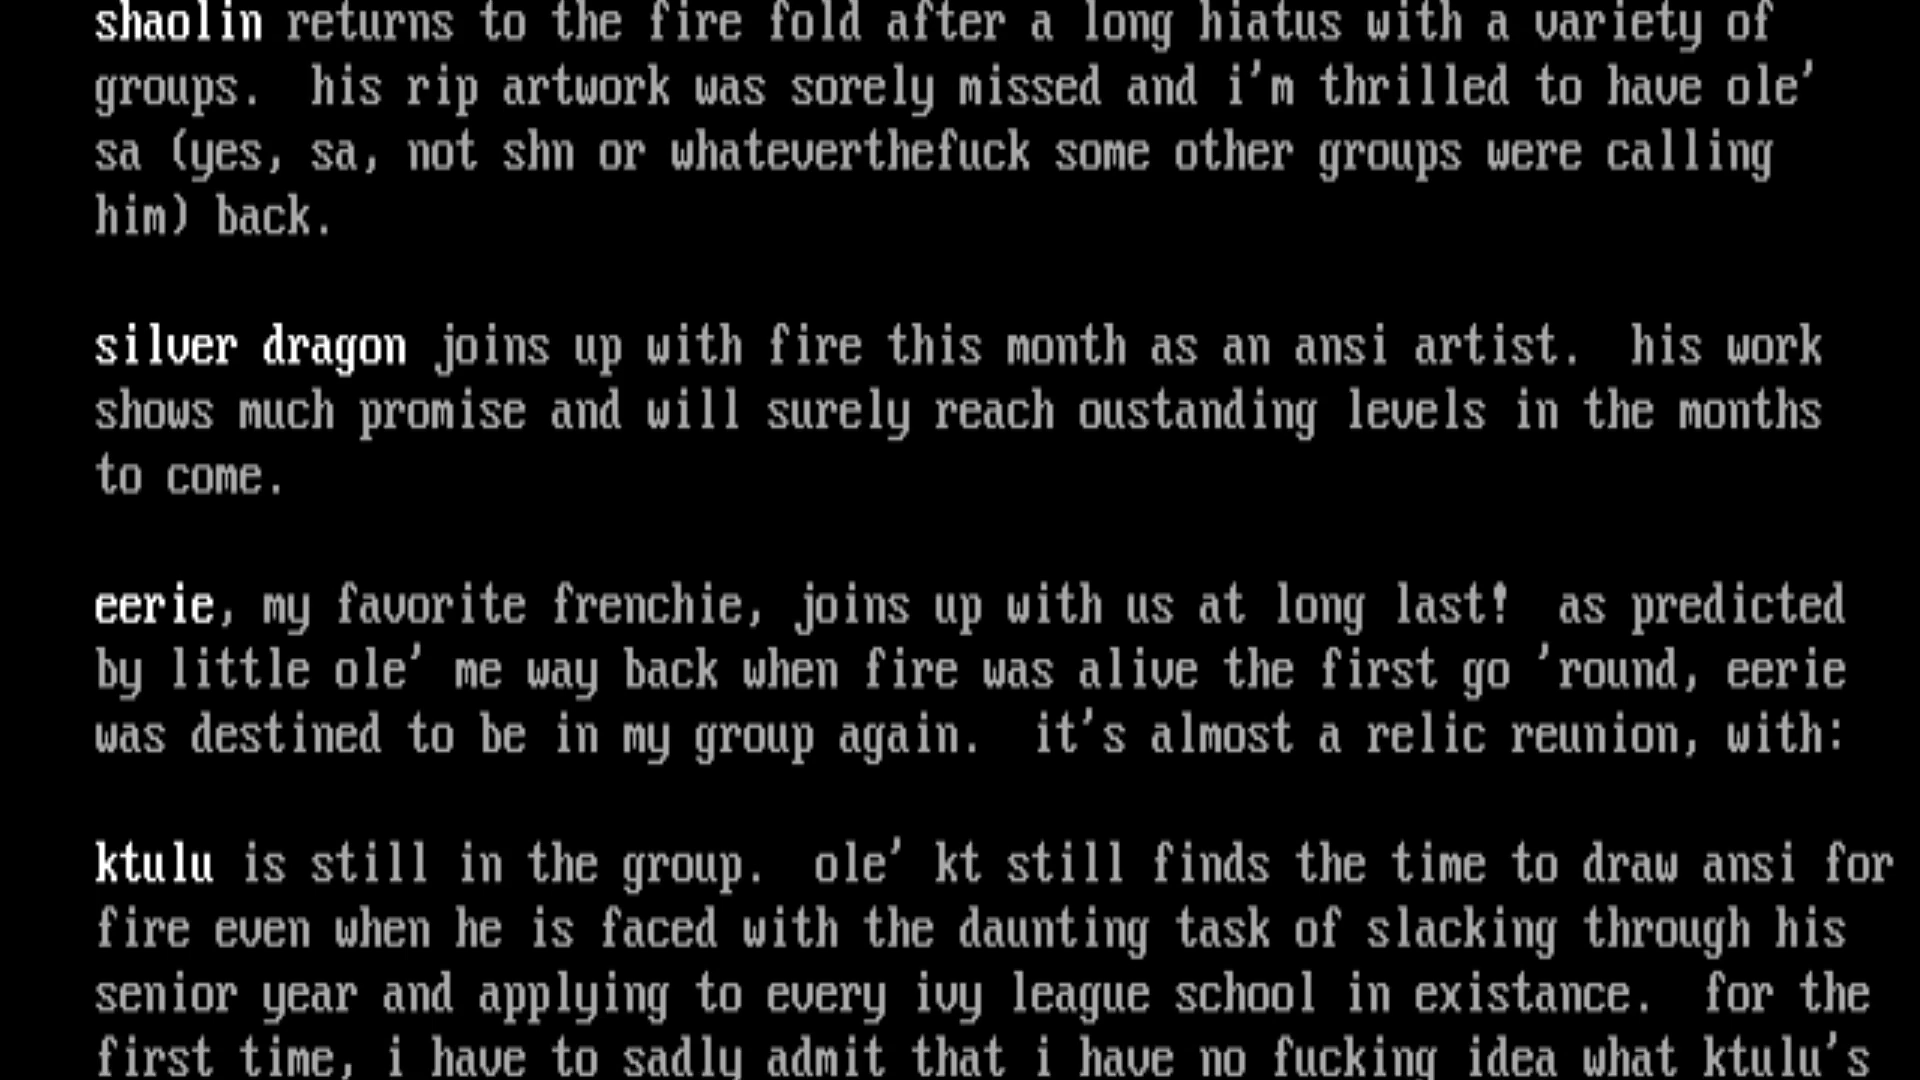 shaolin returns to the fire fold after a long hiatus with a variety of
groups.  his rip artwork was sorely missed and i'm thrilled to have ole'
sa (yes, sa, not shn or whateverthefuck some other groups were calling
him) back.
silver dragon joins up with fire this month as an ansi artist.  his work
shows much promise and will surely reach oustanding levels in the months
to come.
eerie, my favorite frenchie, joins up with us at long last!  as predicted
by little ole' me way back when fire was alive the first go 'round, eerie
was destined to be in my group again.  it's almost a relic reunion, with:
ktulu is still in the group.  ole' kt still finds the time to draw ansi for
fire even when he is faced with the daunting task of slacking through his
senior year and applying to every ivy league school in existance.  for the
first time, i have to sadly admit that i have no fucking idea what ktulu's